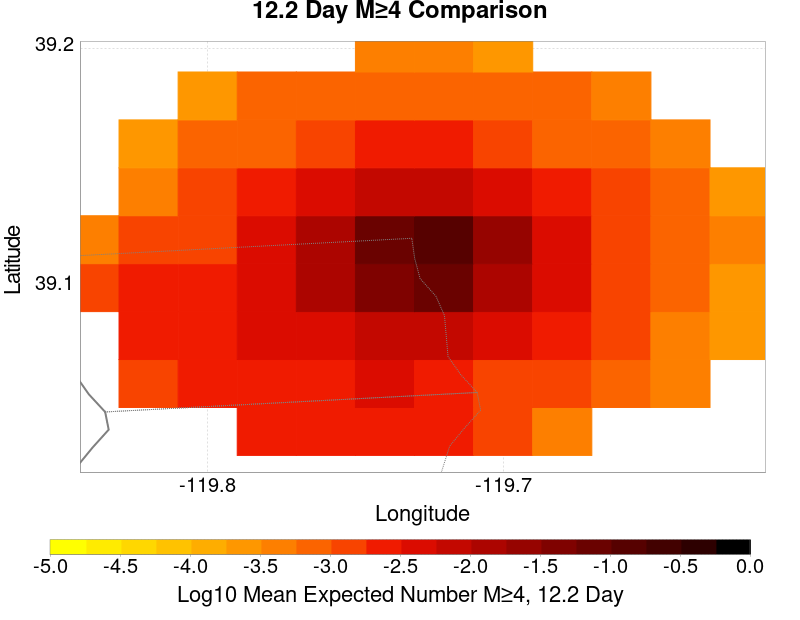 12.2 Day M≥4 Comparison
39.2
39.1
Latitude
-119.8 -119.7
Longitude
-5.0 -4.5 -4.0 -3.5 -3.0 -2.5 -2.0 -1.5 -1.0 -0.5 0.0
Log10 Mean Expected Number M≥4, 12.2 Day